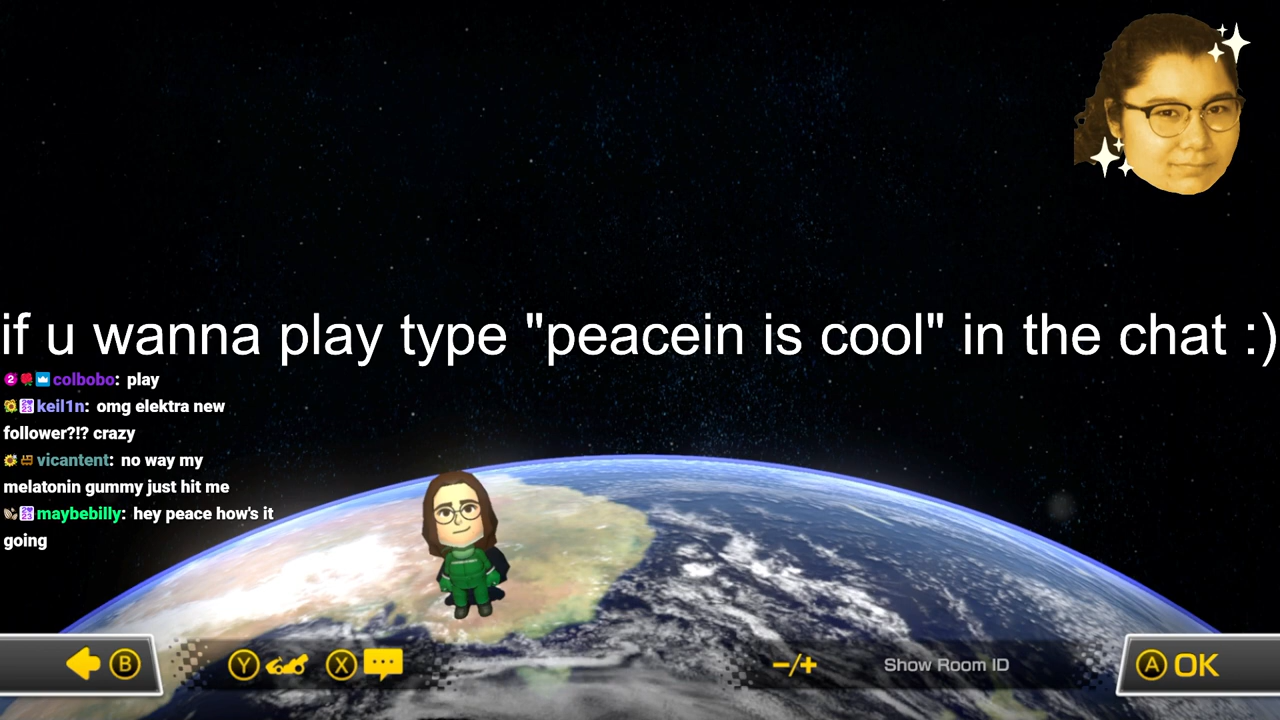 if u wanna play type "peacein is cool" in the chat :)
2 colbobo: play
keil1n: omg elektra new
follower?!? crazy
vicantent: no way my
melatonin gummy just hit me
maybebilly: hey peace how's it
going
B
Y X
−/+ Show Room ID
A OK